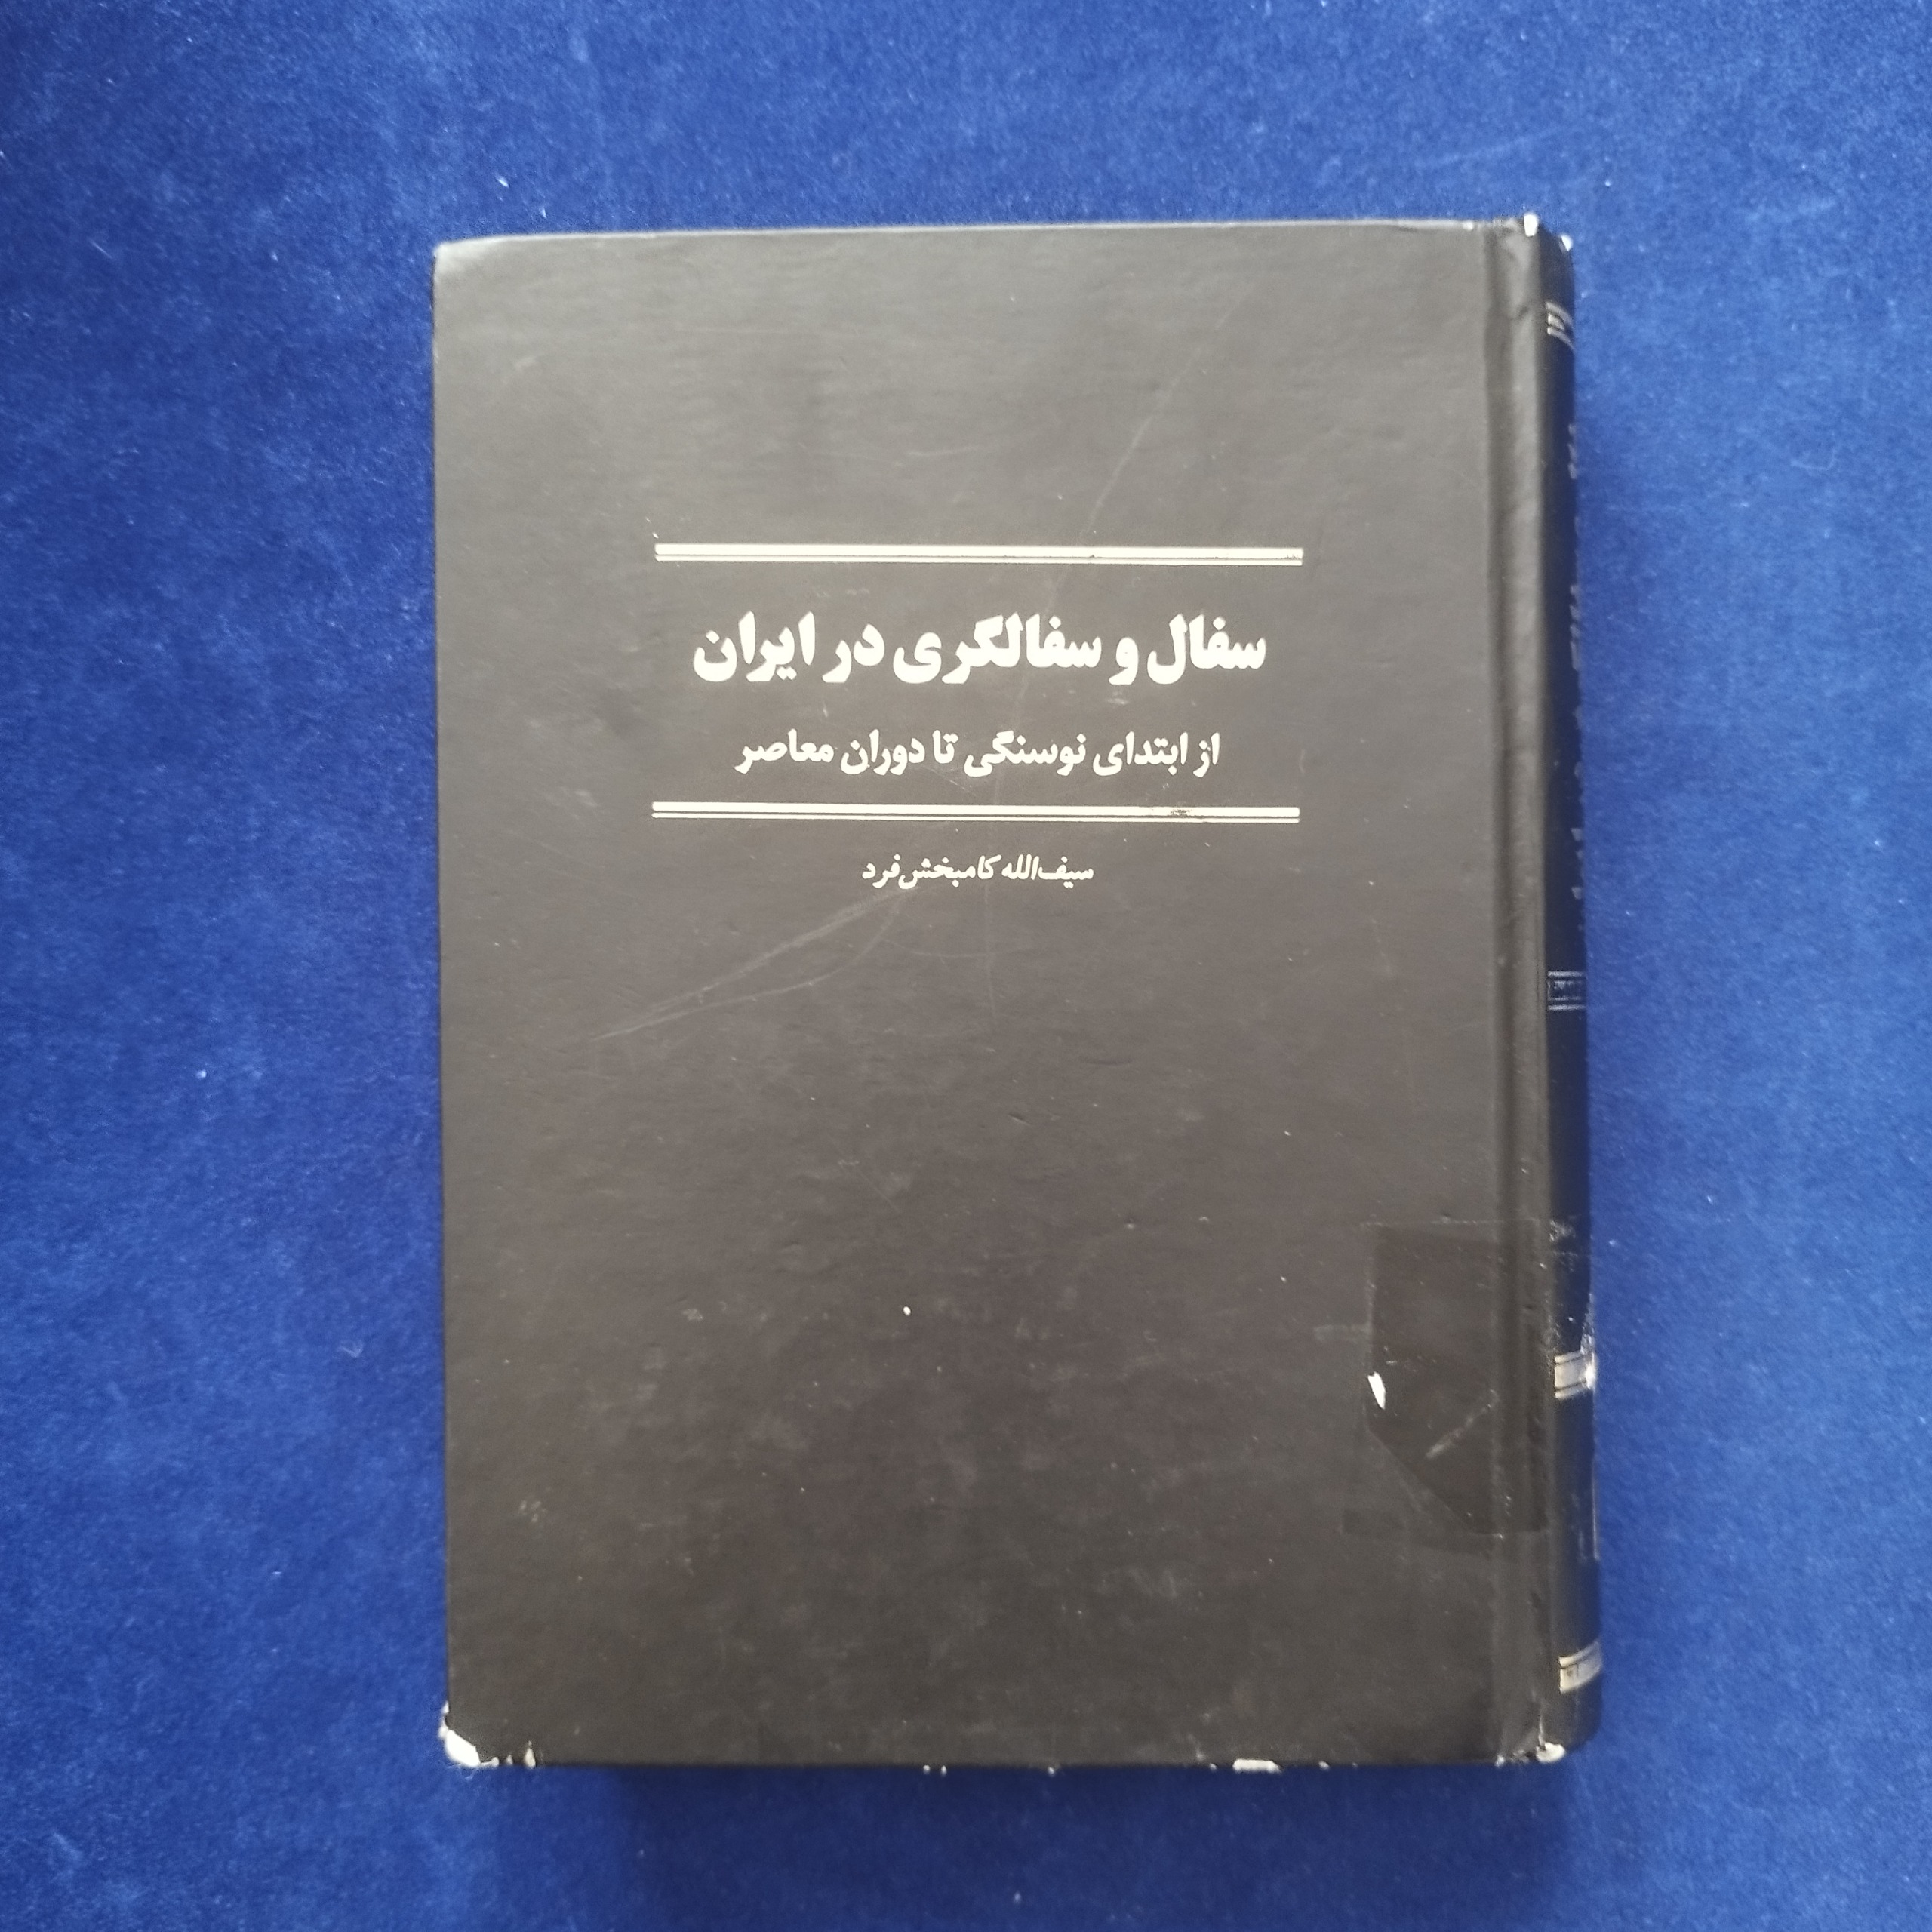 سفال و سفالگری در ایران
از ابتدای نوسنگی تا دوران معاصر
سیف‌الله کامبخش‌فرد